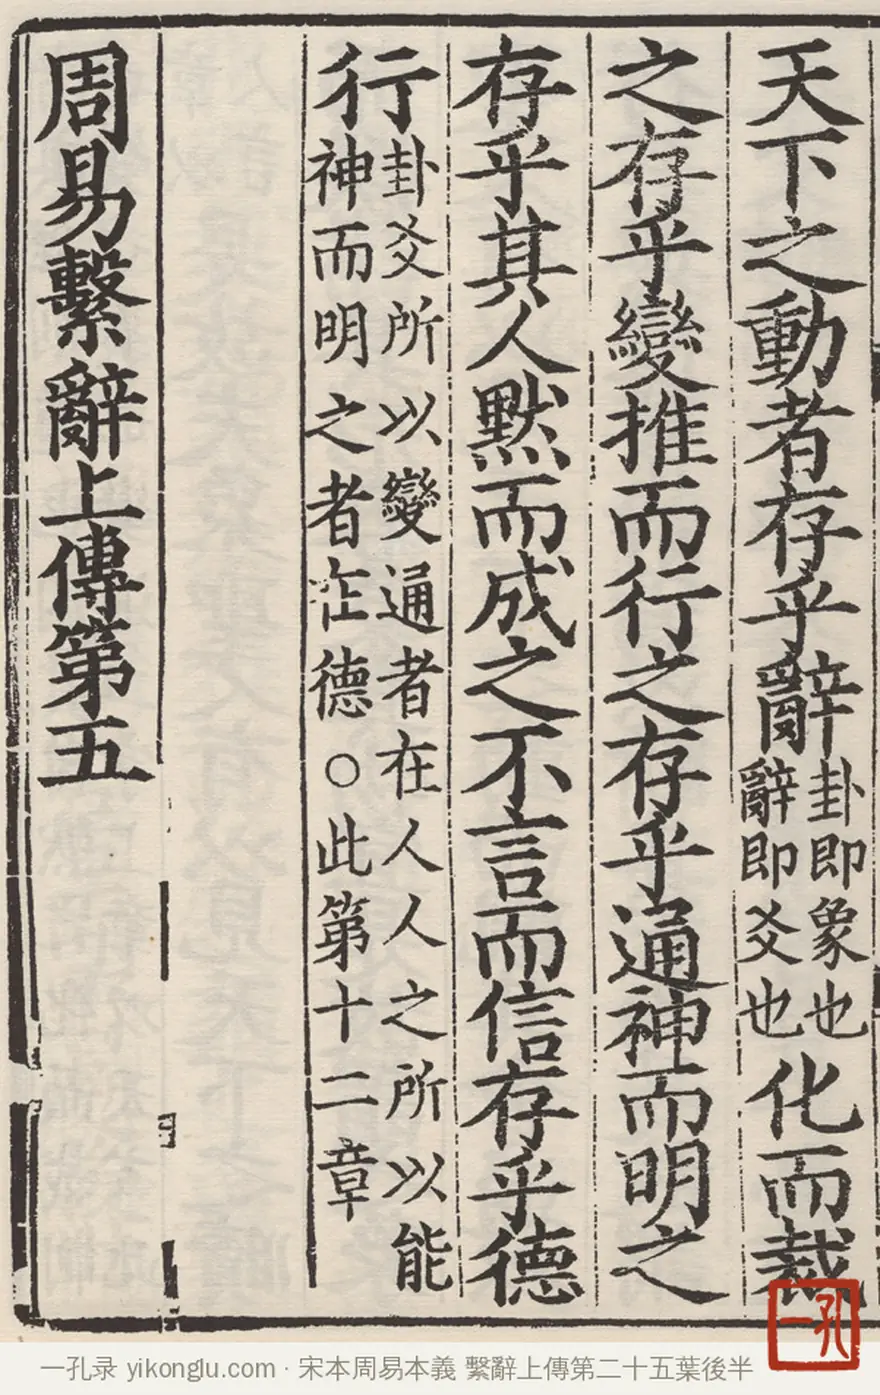 天下之動者存乎辭卦即象也辭即爻也化而裁
之存乎變推而行之存乎通神而明之
存乎其人黙而成之不言而信存乎德
行卦爻所以變通者在人人之所以能神而明之者在德○此第十二章
周易繫辭上傳第五
一孔
一孔录 yikonglu.com · 宋本周易本義 繫辭上傳第二十五葉後半